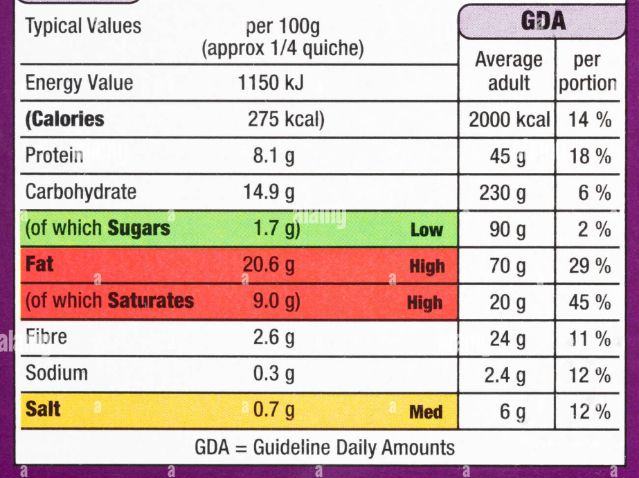 Typical Values per 100g GDA
(approx 1/4 quiche) Average adult per portion
Energy Value 1150 kJ
(Calories 275 kcal) 2000 kcal 14 %
Protein 8.1 g 45 g 18 %
Carbohydrate 14.9 g 230 g 6 %
(of which Sugars 1.7 g) Low 90 g 2 %
Fat 20.6 g High 70 g 29 %
(of which Saturates 9.0 g) High 20 g 45 %
Fibre 2.6 g 24 g 11 %
Sodium 0.3 g 2.4 g 12 %
Salt 0.7 g Med 6 g 12 %
GDA = Guideline Daily Amounts